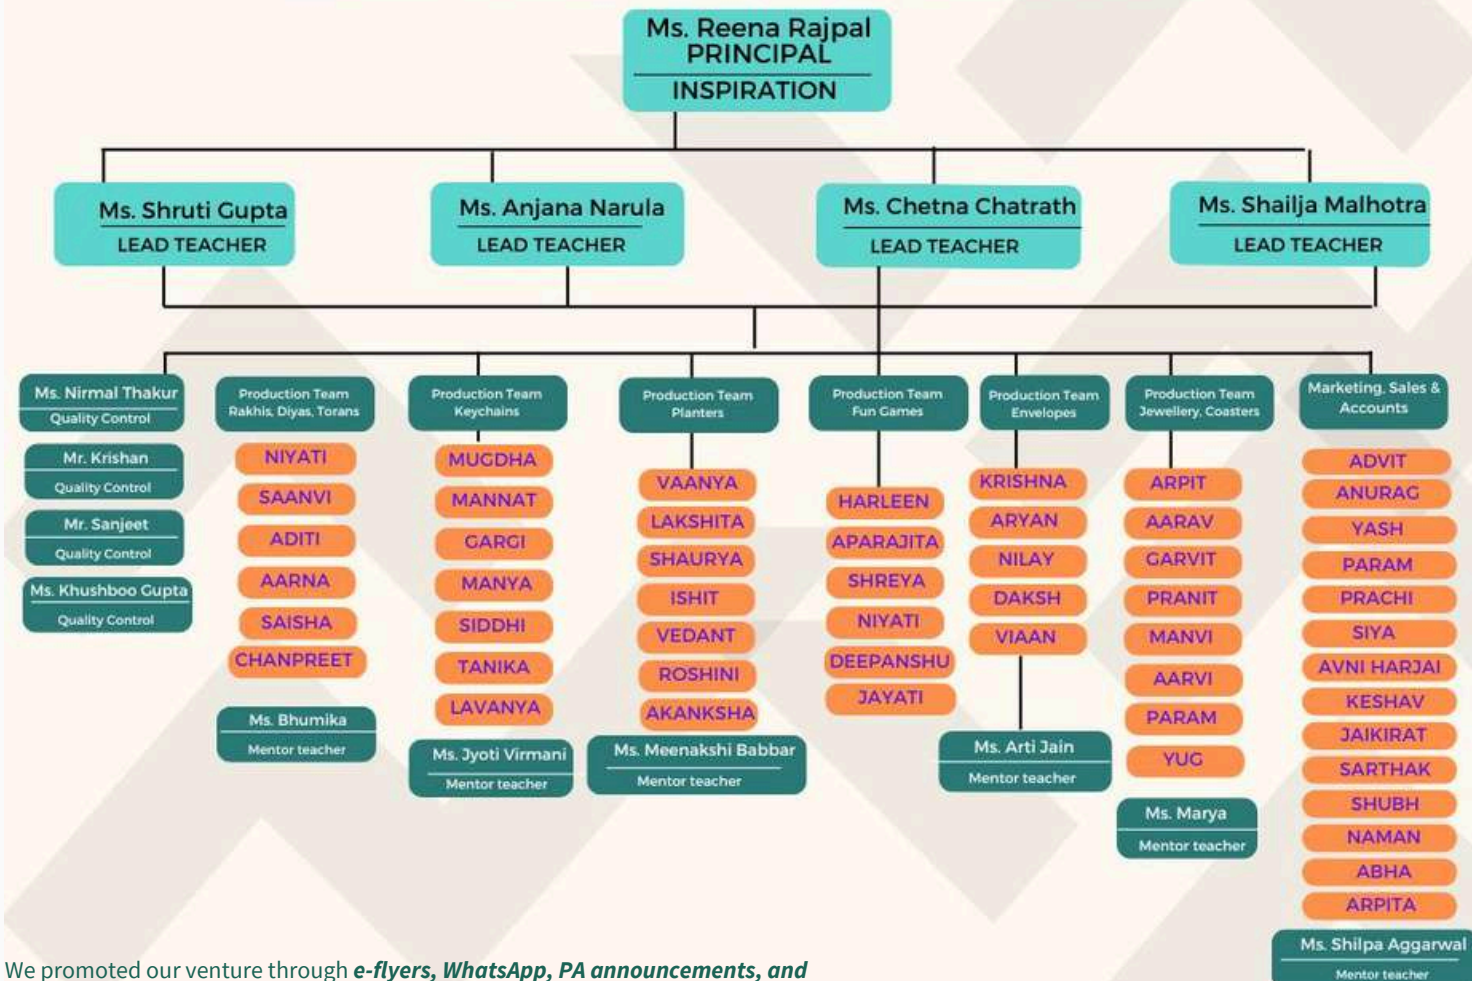 Ms. Reena Rajpal
PRINCIPAL
INSPIRATION
Ms. Shruti Gupta
LEAD TEACHER
Ms. Anjana Narula
LEAD TEACHER
Ms. Chetna Chatrath
LEAD TEACHER
Ms. Shailja Malhotra
LEAD TEACHER
Ms. Nirmal Thakur
Quality Control
Mr. Krishan
Quality Control
Mr. Sanjeet
Quality Control
Ms. Khushboo Gupta
Quality Control
Production Team
Rakhis, Diyas, Torans
NIYATI
SAANVI
ADITI
AARNA
SAISHA
CHANPREET
Ms. Bhumika
Mentor teacher
Production Team
Keychains
MUGDHA
MANNAT
GARGI
MANYA
SIDDHI
TANIKA
LAVANYA
Ms. Jyoti Virmani
Mentor teacher
Production Team
Planters
VAANYA
LAKSHITA
SHAURYA
ISHIT
VEDANT
ROSHINI
AKANKSHA
Ms. Meenakshi Babbar
Mentor teacher
Production Team
Fun Games
HARLEEN
APARAJITA
SHREYA
NIYATI
DEEPANSHU
JAYATI
Production Team
Envelopes
KRISHNA
ARYAN
NILAY
DAKSH
VIAAN
Ms. Arti Jain
Mentor teacher
Production Team
Jewellery, Coasters
ARPIT
AARAV
GARVIT
PRANIT
MANVI
AARVI
PARAM
YUG
Ms. Marya
Mentor teacher
Marketing, Sales &
Accounts
ADVIT
ANURAG
YASH
PARAM
PRACHI
SIYA
AVNI HARJAI
KESHAV
JAIKIRAT
SARTHAK
SHUBH
NAMAN
ABHA
ARPITA
Ms. Shilpa Aggarwal
Mentor teacher
We promoted our venture through e-flyers, WhatsApp, PA announcements, and